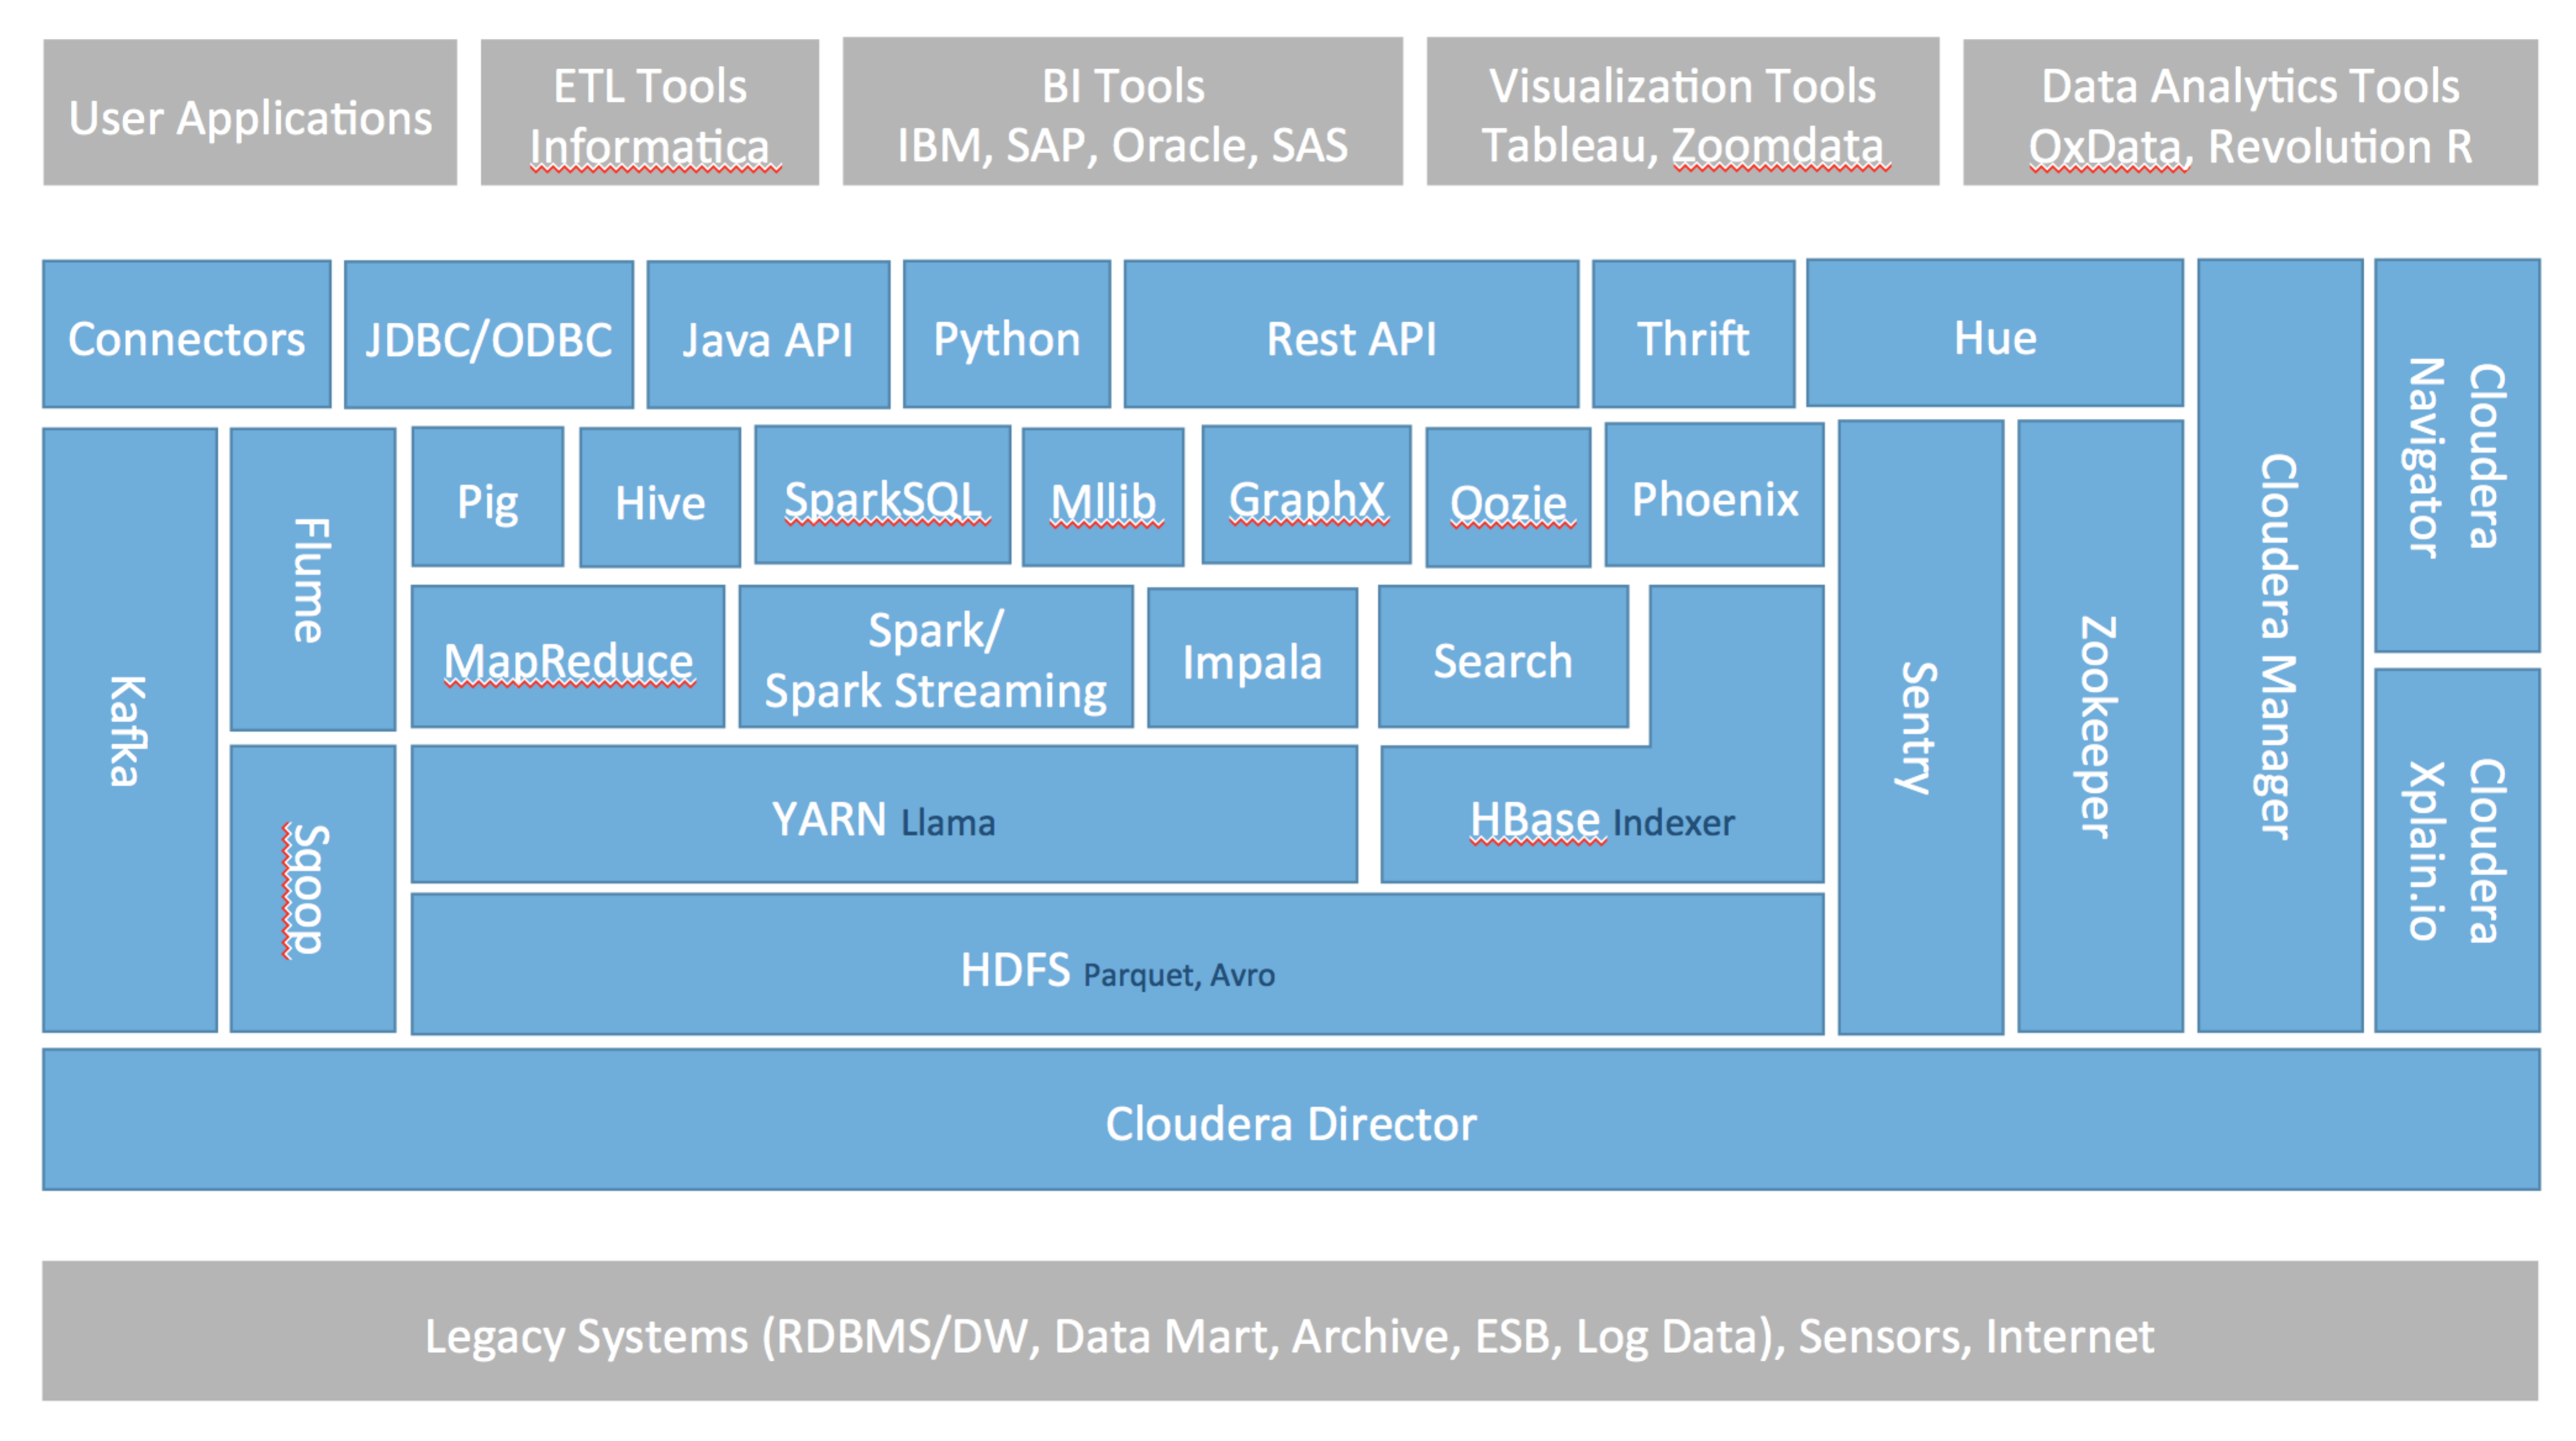 User Applications
ETL Tools
Informatica
BI Tools
IBM, SAP, Oracle, SAS
Visualization Tools
Tableau, Zoomdata
Data Analytics Tools
OxData, Revolution R
Connectors
JDBC/ODBC
Java API
Python
Rest API
Thrift
Hue
Cloudera Manager
Cloudera
Navigator
Kafka
Flume
Pig
Hive
SparkSQL
Mllib
GraphX
Oozie
Phoenix
Sentry
Zookeeper
MapReduce
Spark/
Spark Streaming
Impala
Search
Sqoop
YARN Llama
HBase Indexer
Cloudera
Xplain.io
HDFS Parquet, Avro
Cloudera Director
Legacy Systems (RDBMS/DW, Data Mart, Archive, ESB, Log Data), Sensors, Internet